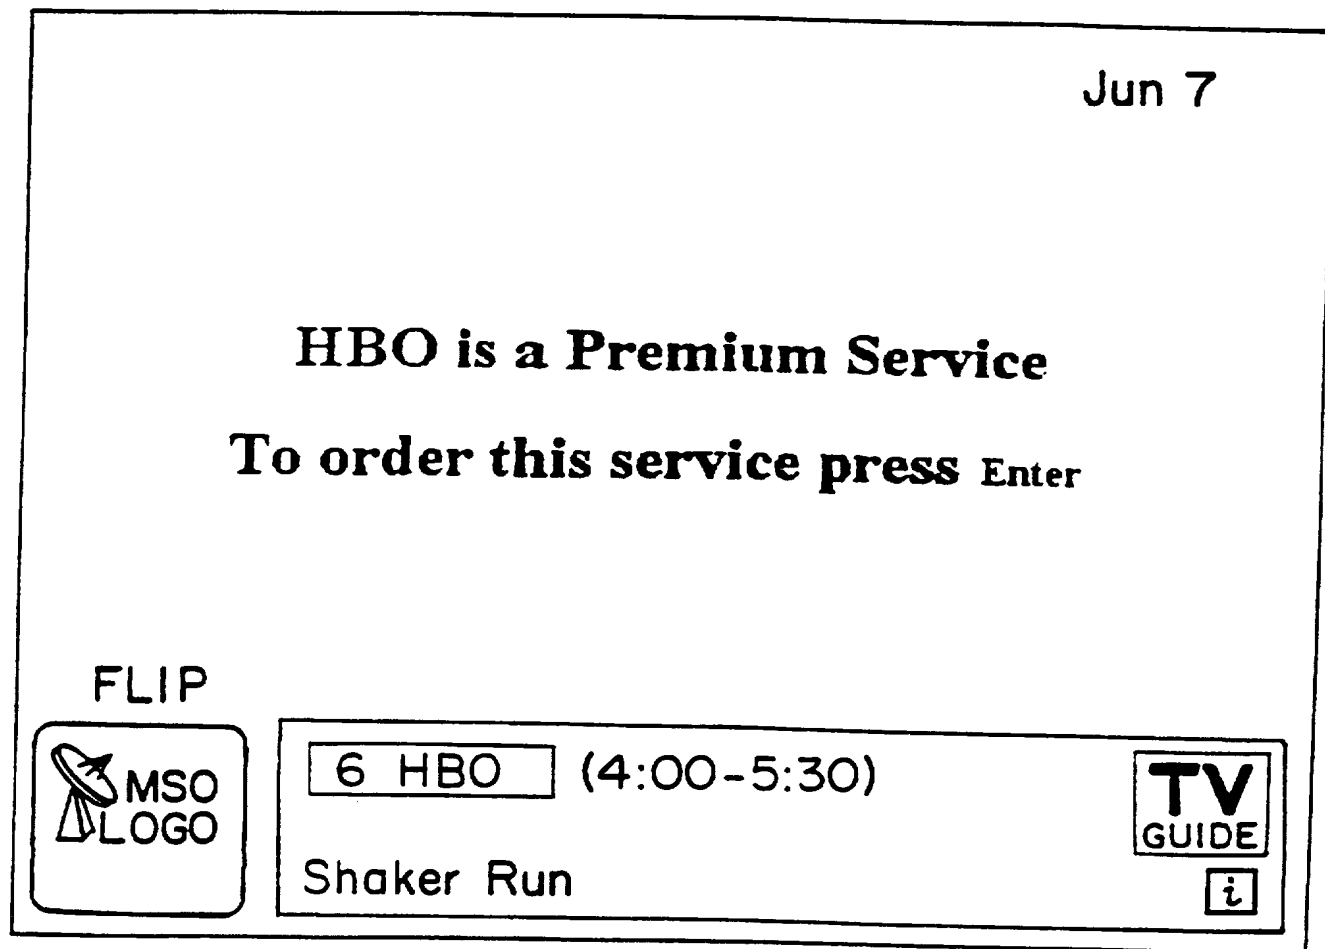 Jun 7
HBO is a Premium Service
To order this service press Enter
FLIP
MSO
LOGO
6 HBO (4:00-5:30)
Shaker Run
TV
GUIDE
i